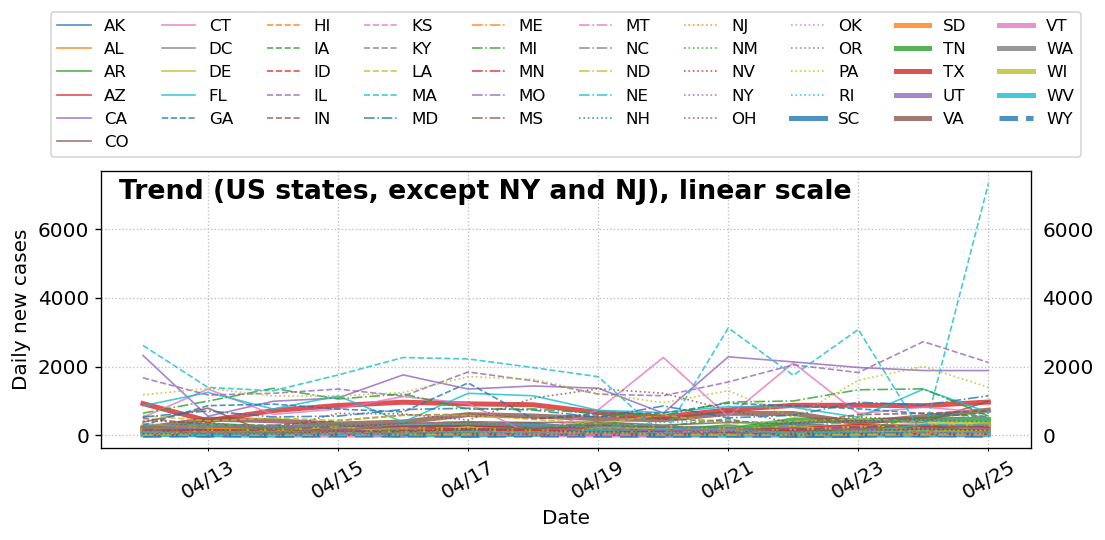 AK CT HI KS ME MT NJ OK SD VT
AL DC IA KY MI NC NM OR TN WA
AR DE ID LA MN ND NV PA TX WI
AZ FL IL MA MO NE NY RI UT WV
CA GA IN MD MS NH OH SC VA WY
CO
Trend (US states, except NY and NJ), linear scale
6000 6000
4000 4000
2000 2000
0 0
Daily new cases
04/13 04/15 04/17 04/19 04/21 04/23 04/25
Date